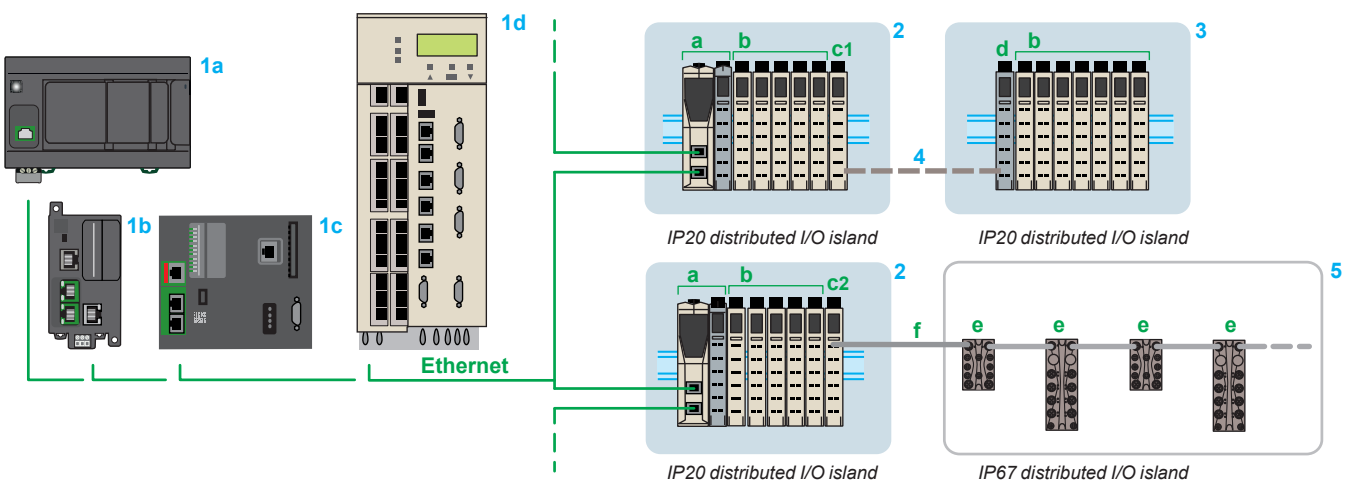 1a
1b
1c
1d
Ethernet
2
a
b
c1
IP20 distributed I/O island
4
3
d
b
IP20 distributed I/O island
2
a
b
c2
IP20 distributed I/O island
f
5
e
e
e
e
IP67 distributed I/O island